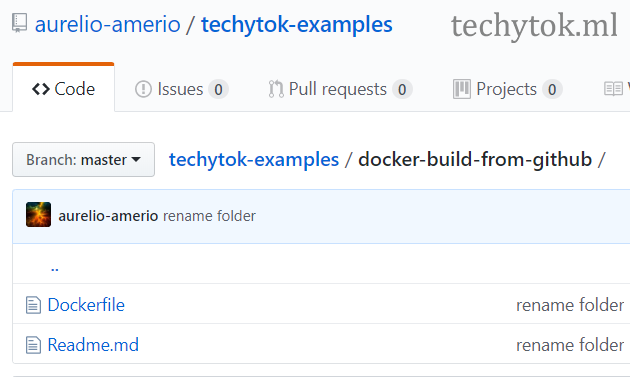 aurelio-amerio / techytok-examples techytok.ml
Code Issues 0 Pull requests 0 Projects 0
Branch: master techytok-examples / docker-build-from-github /
aurelio-amerio rename folder
..
Dockerfile rename folder
Readme.md rename folder